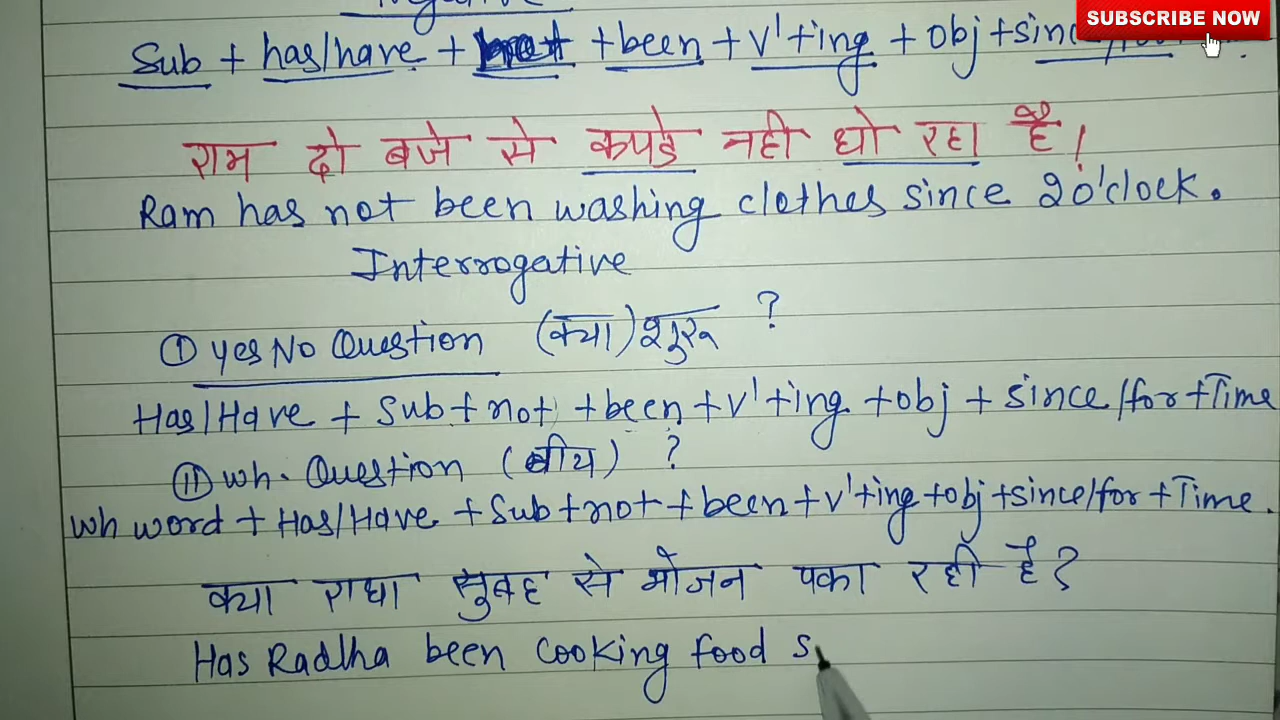 Negative
SUBSCRIBE NOW
Sub + has/have + not + been + V'+ing + obj + since/for
राम दो बजे से कपडे नही धो रहा है।
Ram has not been washing clothes since 2 o'clock.
Interrogative
① Yes No Question (क्या) शुरू ?
Has/Have + Sub + not + been + V'+ing + obj + since/for + Time
② Wh. Question (बीच) ?
Wh word + Has/Have + Sub + not + been + V'+ing + obj + since/for + Time.
क्या राधा सुबह से भोजन पका रही है?
Has Radha been cooking food s